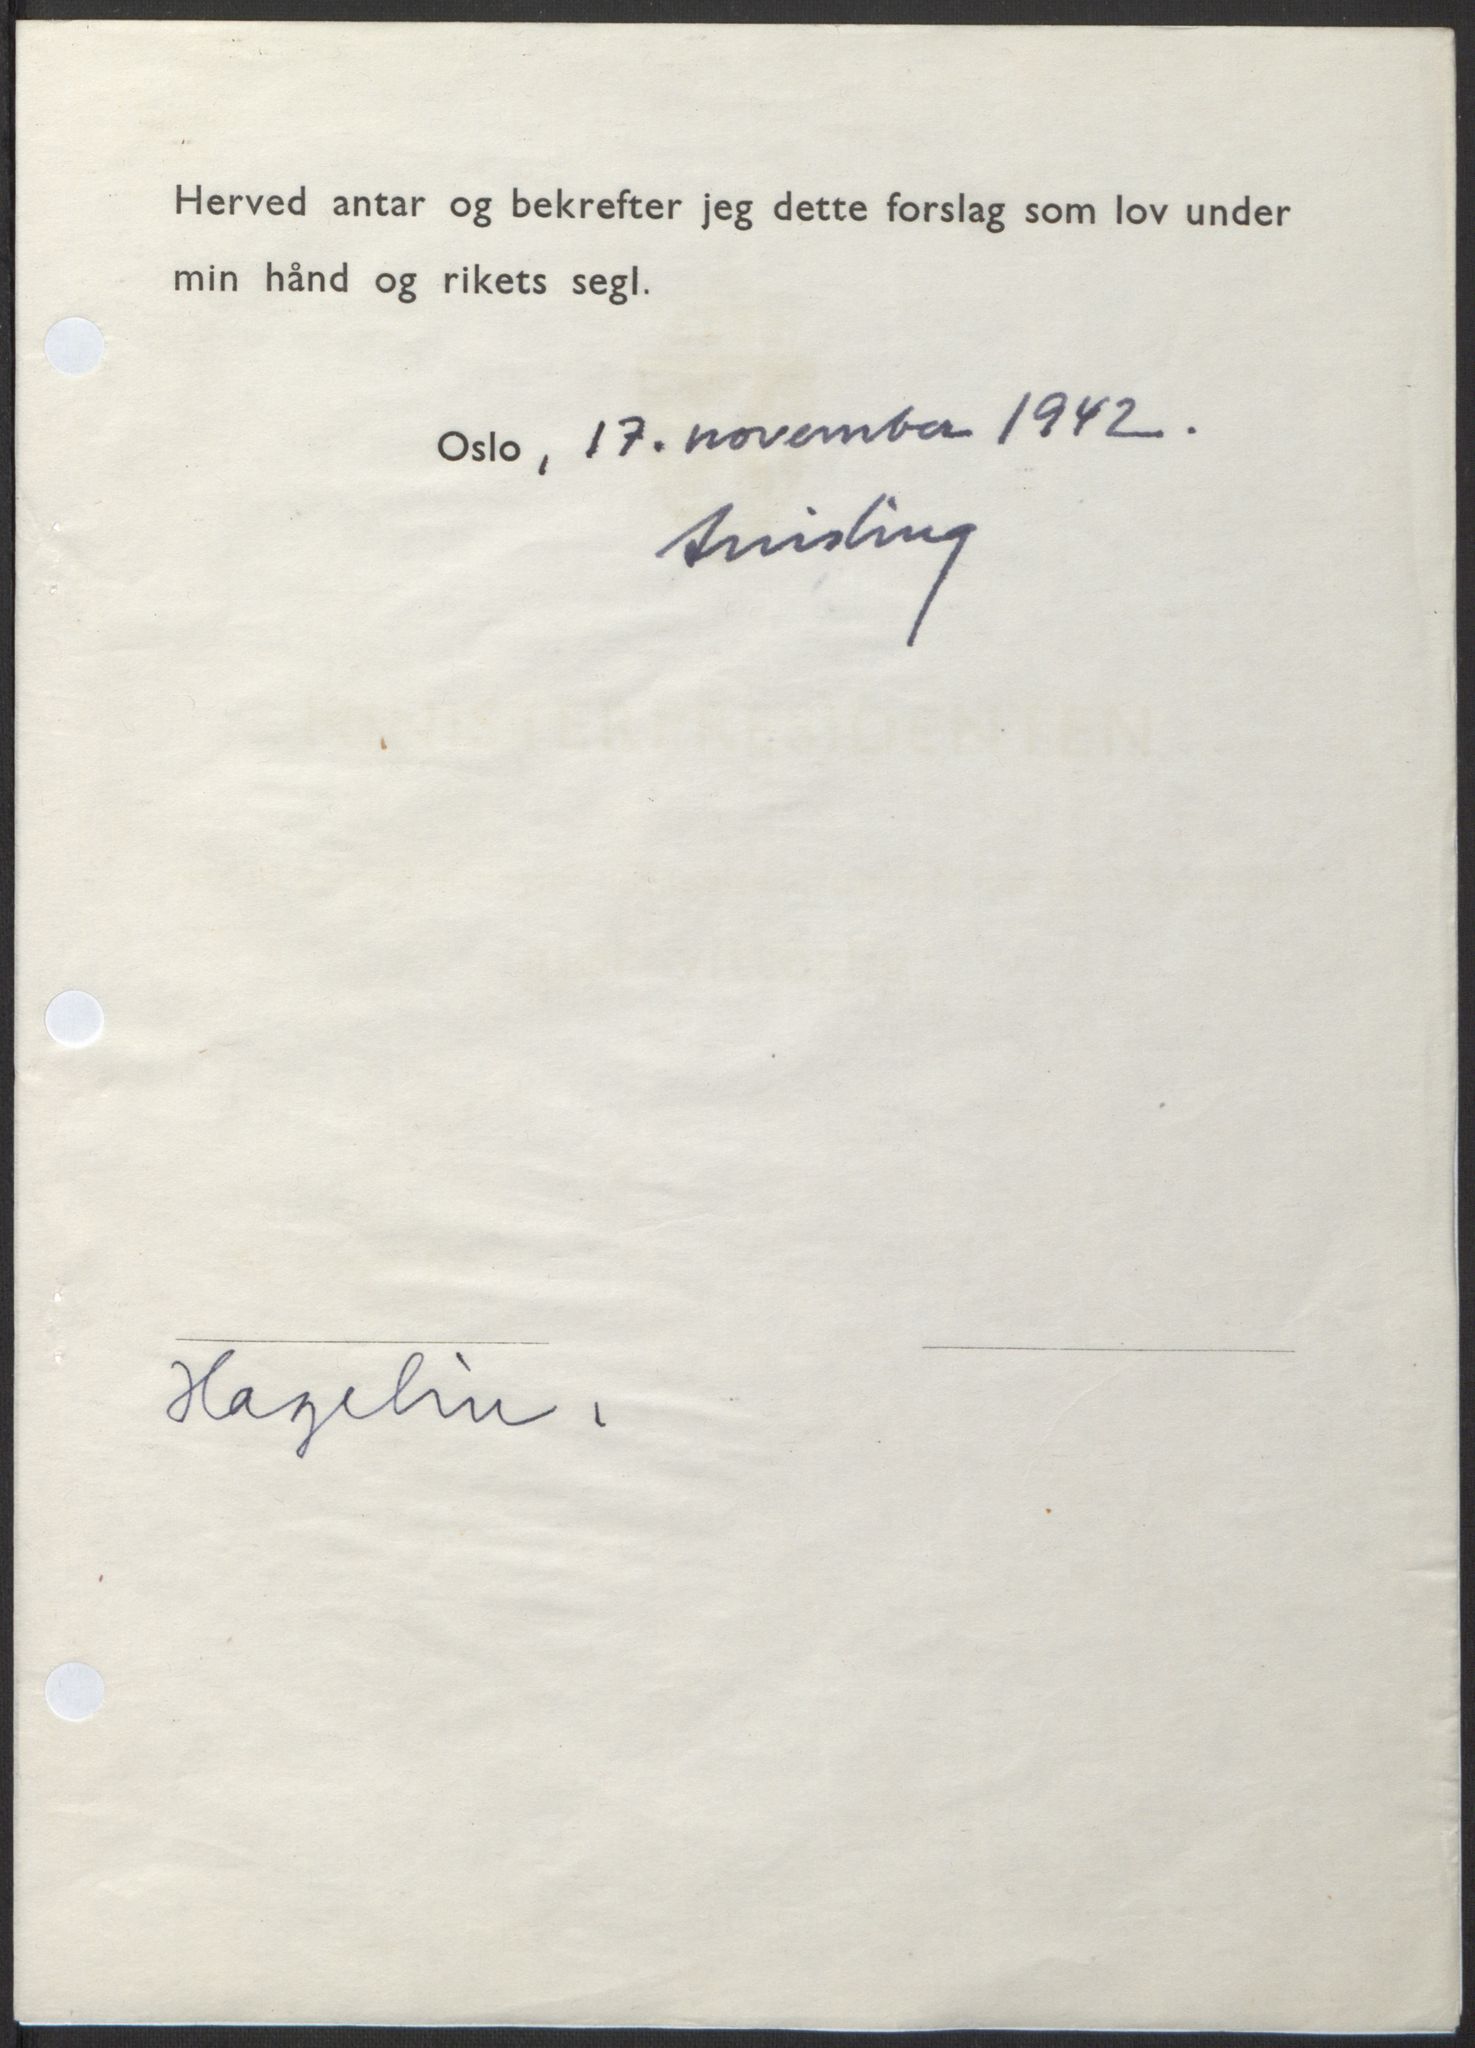 Herved antar og bekrefter jeg dette forslag som lov under
min hånd og rikets segl.
Oslo, 17. november 1942.
Quisling
MINISTERPRESIDENTEN
Hagelin.